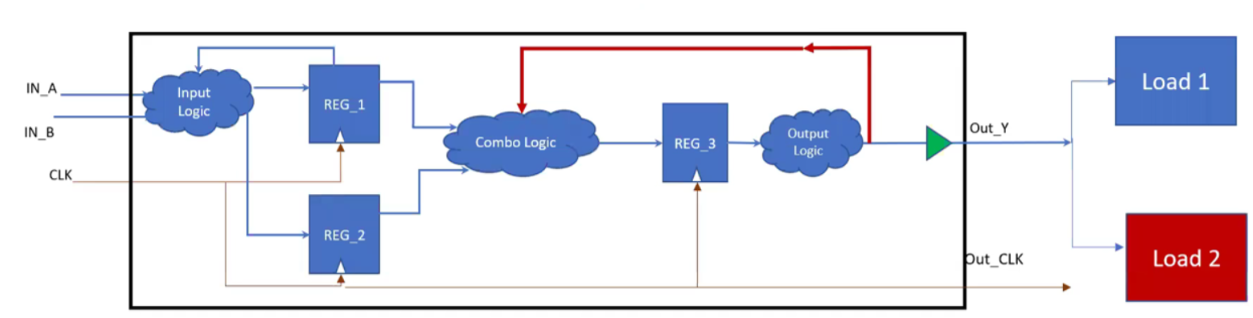 IN_A
IN_B
CLK
Input
Logic
REG_1
REG_2
Combo Logic
REG_3
Output
Logic
Out_Y
Out_CLK
Load 1
Load 2